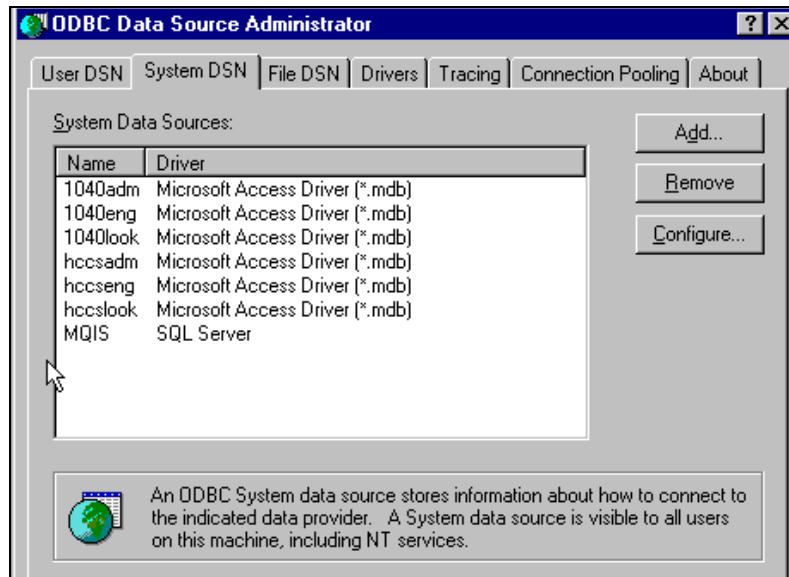 ODBC Data Source Administrator
User DSN System DSN File DSN Drivers Tracing Connection Pooling About
System Data Sources:
Add...
Name Driver
1040adm Microsoft Access Driver (*.mdb)
Remove
1040eng Microsoft Access Driver (*.mdb)
1040look Microsoft Access Driver (*.mdb)
Configure...
hccsadm Microsoft Access Driver (*.mdb)
hccseng Microsoft Access Driver (*.mdb)
hccslook Microsoft Access Driver (*.mdb)
MQIS SQL Server
An ODBC System data source stores information about how to connect to
the indicated data provider. A System data source is visible to all users
on this machine, including NT services.